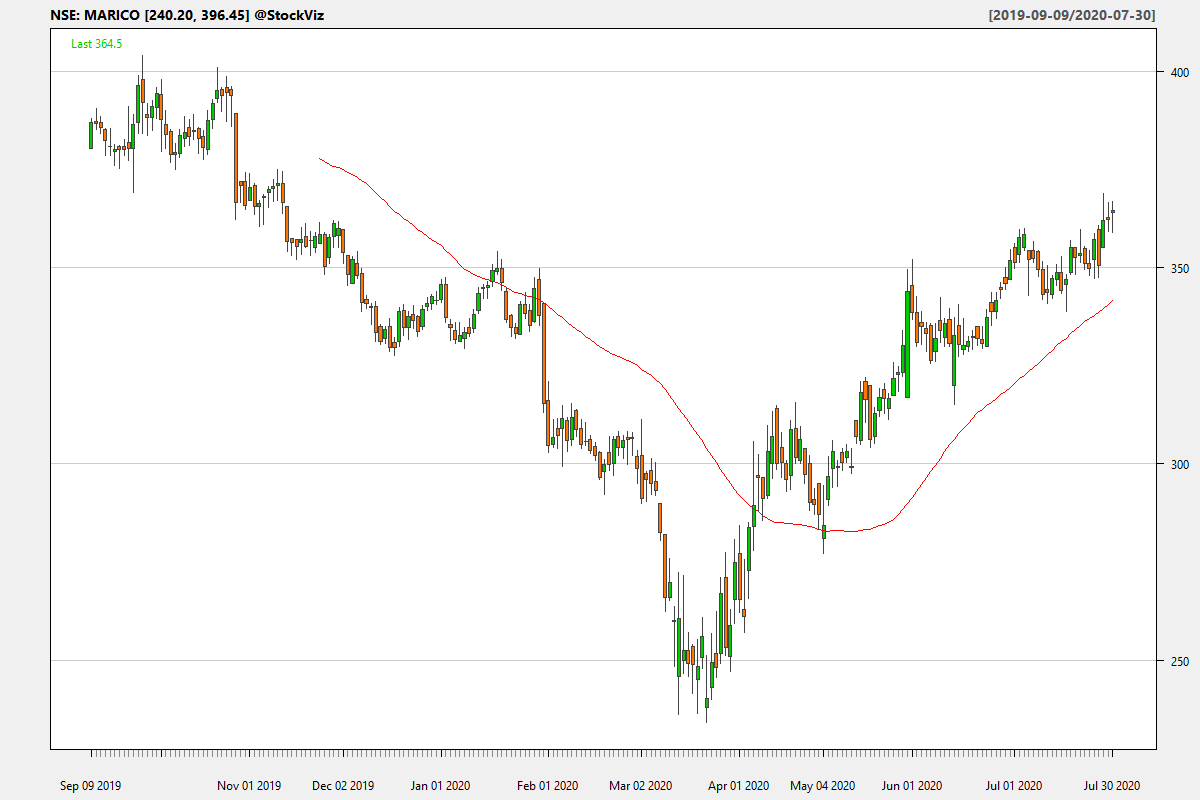 NSE: MARICO [240.20, 396.45] @StockViz
[2019-09-09/2020-07-30]
Last 364.5
400
350
300
250
Sep 09 2019
Nov 01 2019
Dec 02 2019
Jan 01 2020
Feb 01 2020
Mar 02 2020
Apr 01 2020
May 04 2020
Jun 01 2020
Jul 01 2020
Jul 30 2020